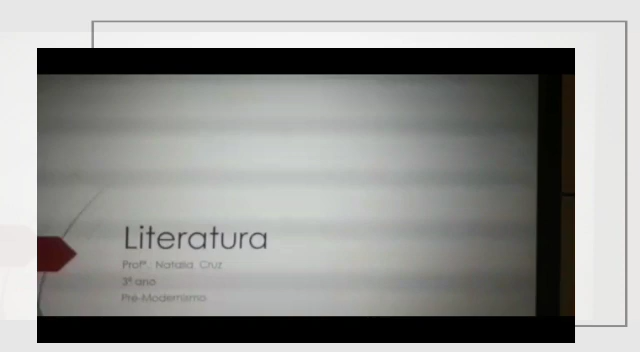 Literatura
Profª. Natalia Cruz
3º ano
Pré-Modernismo